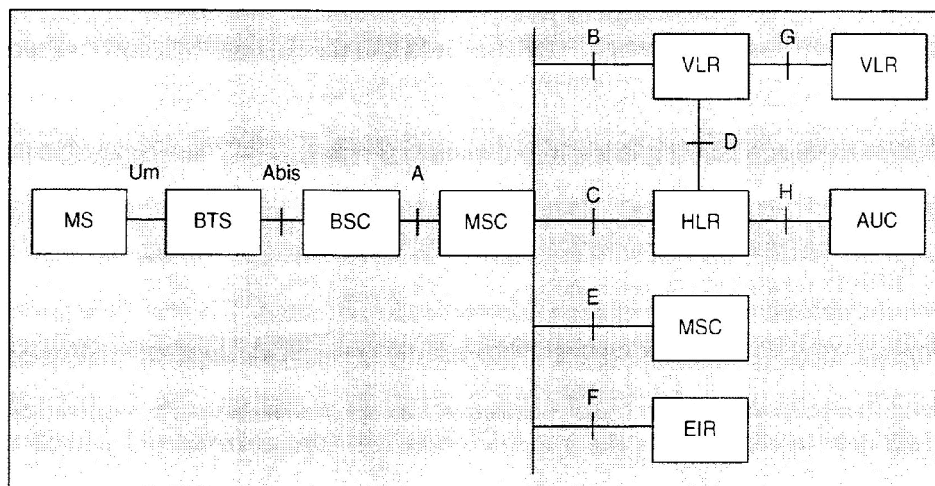 B G
VLR VLR
D
Um Abis A
C H
MS BTS BSC MSC HLR AUC
E
MSC
F
EIR